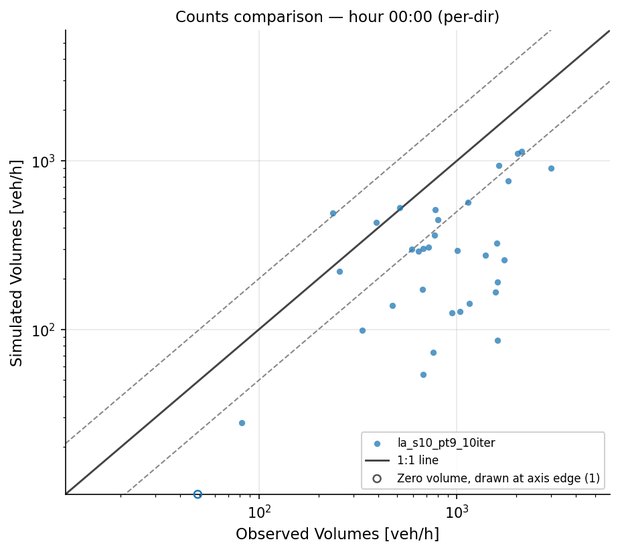 Counts comparison — hour 00:00 (per-dir)
Simulated Volumes [veh/h]
10³
10²
la_s10_pt9_10iter
1:1 line
Zero volume, drawn at axis edge (1)
10² 10³
Observed Volumes [veh/h]